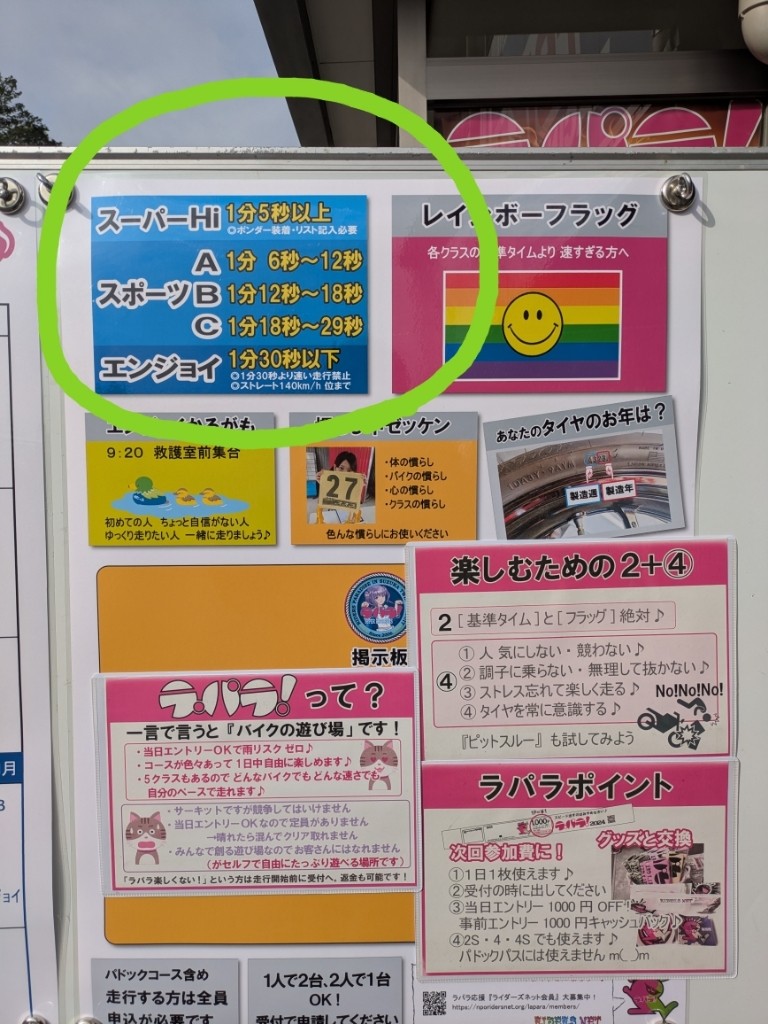 ラパラ!
スーパーHi 1分5秒以上
◎ポンダー装着・リスト記入必要
スポーツ
A 1分 6秒～12秒
B 1分12秒～18秒
C 1分18秒～29秒
エンジョイ 1分30秒以下
◎1分30秒より速い走行禁止
◎ストレート140km/h 位まで
レインボーフラッグ
各クラスの基準タイムより 速すぎる方へ
9:20 救護室前集合
初めての人 ちょっと自信がない人
ゆっくり走りたい人 一緒に走りましょう♪
ゼッケン
27
・体の慣らし
・バイクの慣らし
・心の慣らし
・クラスの慣らし
色んな慣らしにお使いください
あなたのタイヤのお年は?
製造週
製造年
ラ・パラ!
掲示板
楽しむための2+④
2 [基準タイム]と[フラッグ]絶対♪
④
① 人 気にしない・競わない♪
② 調子に乗らない・無理して抜かない♪
③ ストレス忘れて楽しく走る♪
④ タイヤを常に意識する♪
No!No!No!
『ピットスルー』も試してみよう
ラ・パラ!って?
一言で言うと『バイクの遊び場』です!
・当日エントリーOKで雨リスク ゼロ♪
・コースが色々あって 1日中自由に楽しめます♪
・5クラスもあるので どんなバイクでもどんな速さでも
自分のペースで走れます♪
・サーキットですが競争してはいけません
・当日エントリーOKなので定員がありません
→晴れたら混んでクリア取れません
・みんなで創る遊び場なのでお客さんにはなれません
(がセルフで自由にたっぷり遊べる場所です)
「ラパラ楽しくない!」という方は走行開始前に受付へ、返金も可能です!
ラパラポイント
1000
ラパラ!
2024
次回参加費に!
グッズと交換
①1日1枚使えます♪
②受付の時に出してください
③当日エントリー 1000円 OFF!
事前エントリー 1000円キャッシュバック♪
④2S・4・4S でも使えます♪
パドックパスには使えません m(__)m
パドックコース含め
走行する方は全員
申込が必要です
1人で2台、2人で1台
OK!
受付で申請してください
ラパラ応援『ライダーズネット会員』大募集中!
https://nporidersnet.org/lapara/members/
RIDERS NET
月